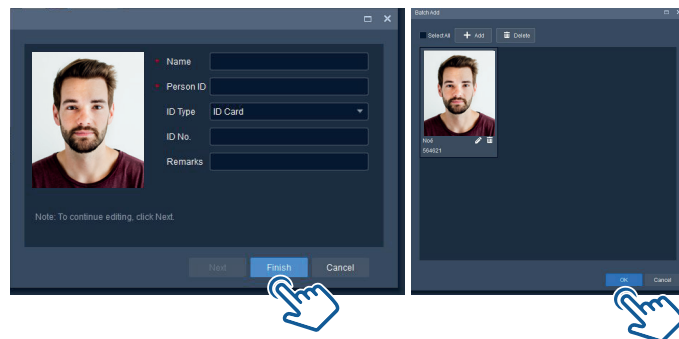 Name
Person ID
ID Type ID Card
ID No.
Remarks
Note: To continue editing, click Next.
Next Finish Cancel
Batch Add
Select All + Add Delete
Noé
564621
OK Cancel